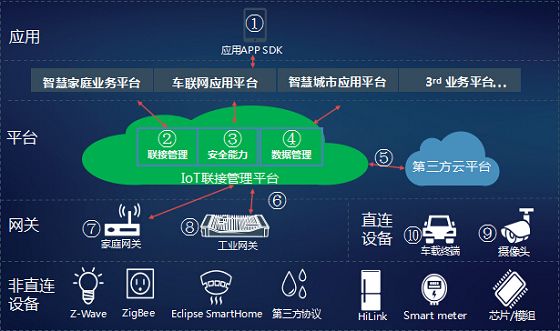 应用
①
应用APP SDK
智慧家庭业务平台 车联网应用平台 智慧城市应用平台 3rd 业务平台...
平台
② ③ ④
联接管理 安全能力 数据管理
IoT联接管理平台
⑤
第三方云平台
网关
⑥
⑦
家庭网关
⑧
工业网关
直连
设备
⑩
车载终端
⑨
摄像头
非直连
设备
Z-Wave ZigBee Eclipse SmartHome 第三方协议 HiLink Smart meter 芯片/模组